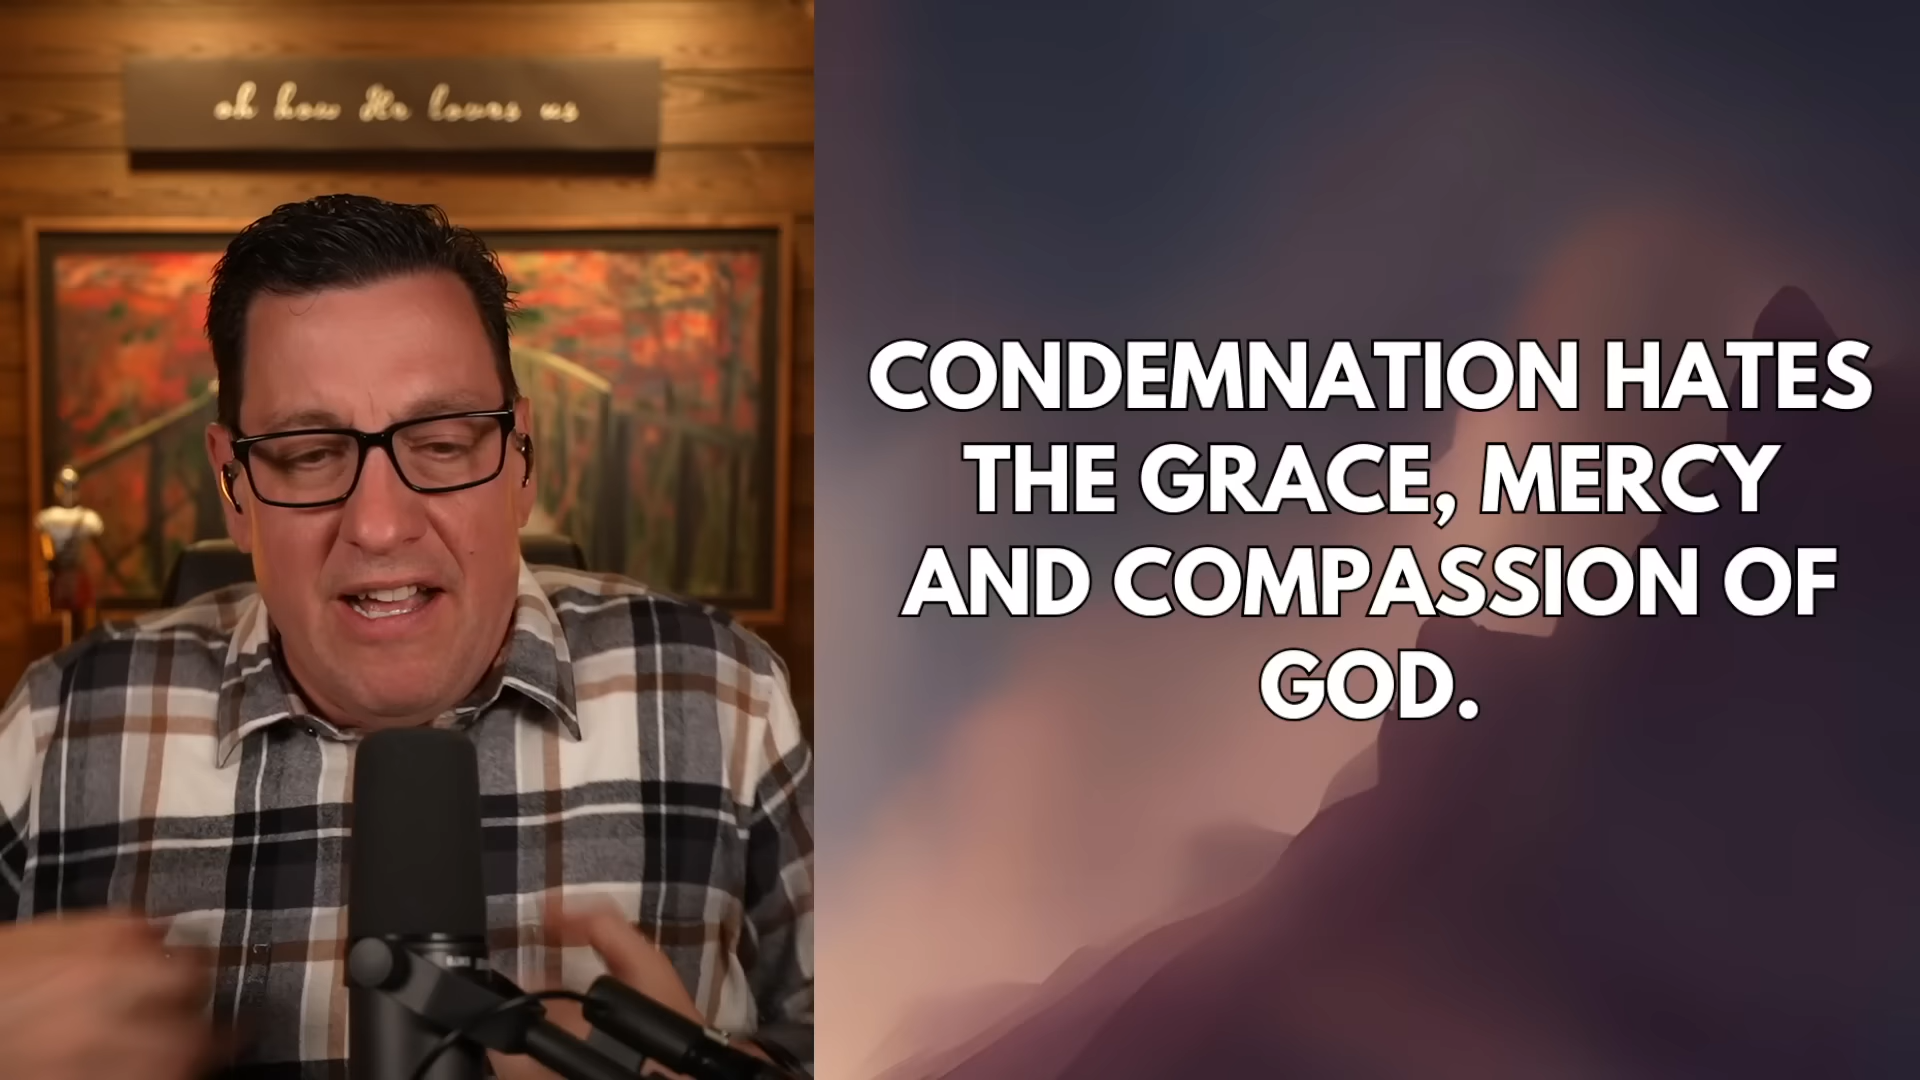 oh how He loves us
CONDEMNATION HATES
THE GRACE, MERCY
AND COMPASSION OF
GOD.